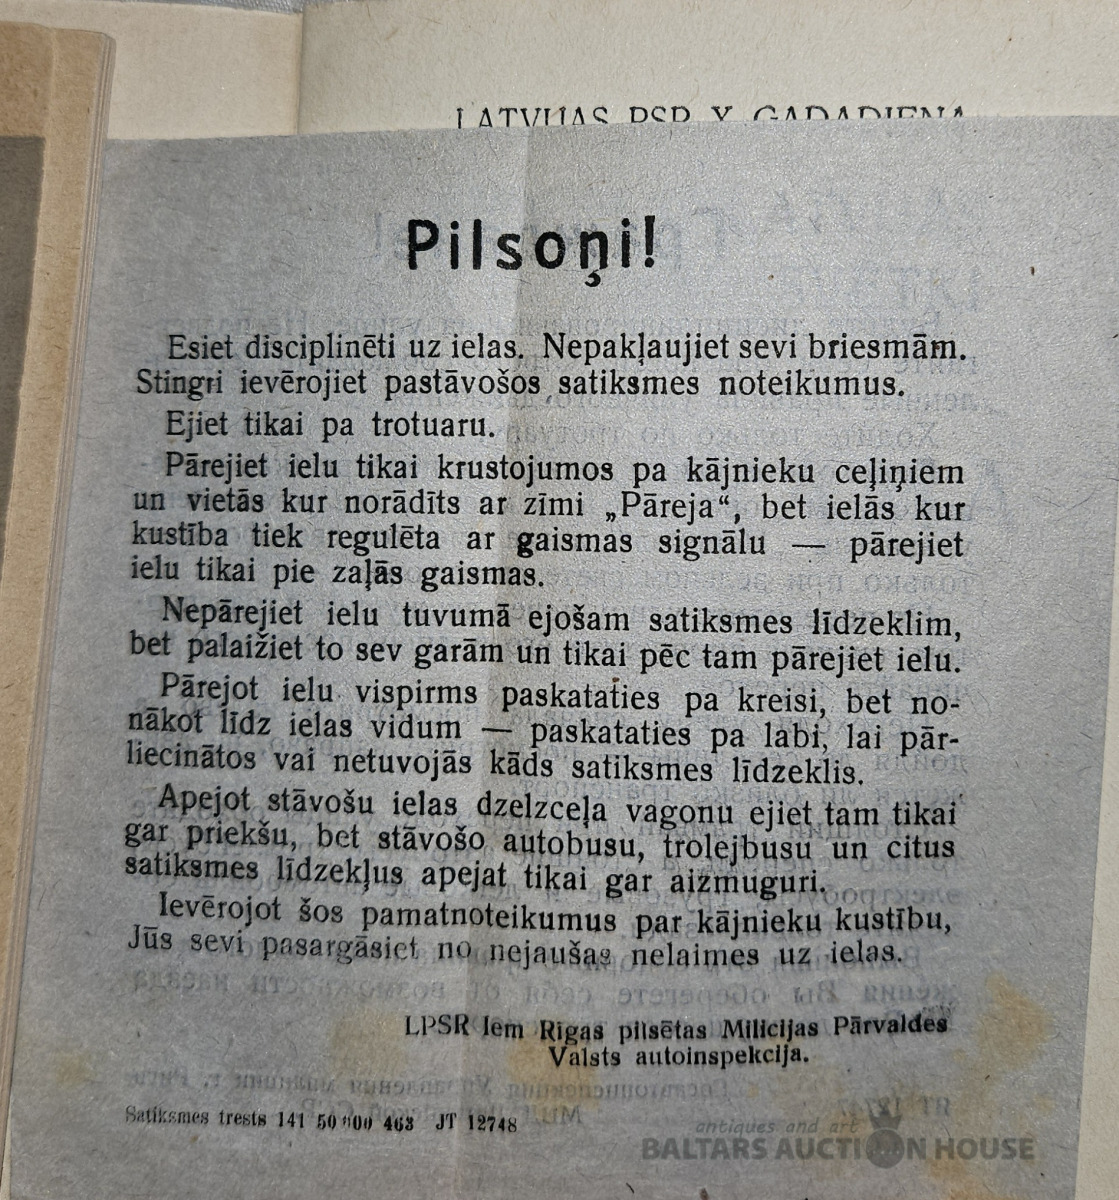 LATVIJAS PSR X GADADIENA
Pilsoņi!
Esiet disciplinēti uz ielas. Nepakļaujiet sevi briesmām.
Stingri ievērojiet pastāvošos satiksmes noteikumus.
Ejiet tikai pa trotuaru.
Pārejiet ielu tikai krustojumos pa kājnieku celiņiem
un vietās kur norādīts ar zīmi „Pāreja“, bet ielās kur
kustība tiek regulēta ar gaismas signālu — pārejiet
ielu tikai pie zaļās gaismas.
Nepārejiet ielu tuvumā ejošam satiksmes līdzeklim,
bet palaižiet to sev garām un tikai pēc tam pārejiet ielu.
Pārejot ielu vispirms paskataties pa kreisi, bet no-
nākot līdz ielas vidum — paskataties pa labi, lai pār-
liecinātos vai netuvojās kāds satiksmes līdzeklis.
Apejot stāvošu ielas dzelzceļa vagonu ejiet tam tikai
gar priekšu, bet stāvošo autobusu, trolejbusu un citus
satiksmes līdzekļus apejat tikai gar aizmuguri.
Ievērojot šos pamatnoteikumus par kājnieku kustību,
Jūs sevi pasargāsiet no nejaušas nelaimes uz ielas.
LPSR Iem Rīgas pilsētas Milicijas Pārvaldes
Valsts autoinspekcija.
Satiksmes trests 141 50 000 463 JT 12748
antiques and art
BALTARS AUCTION HOUSE